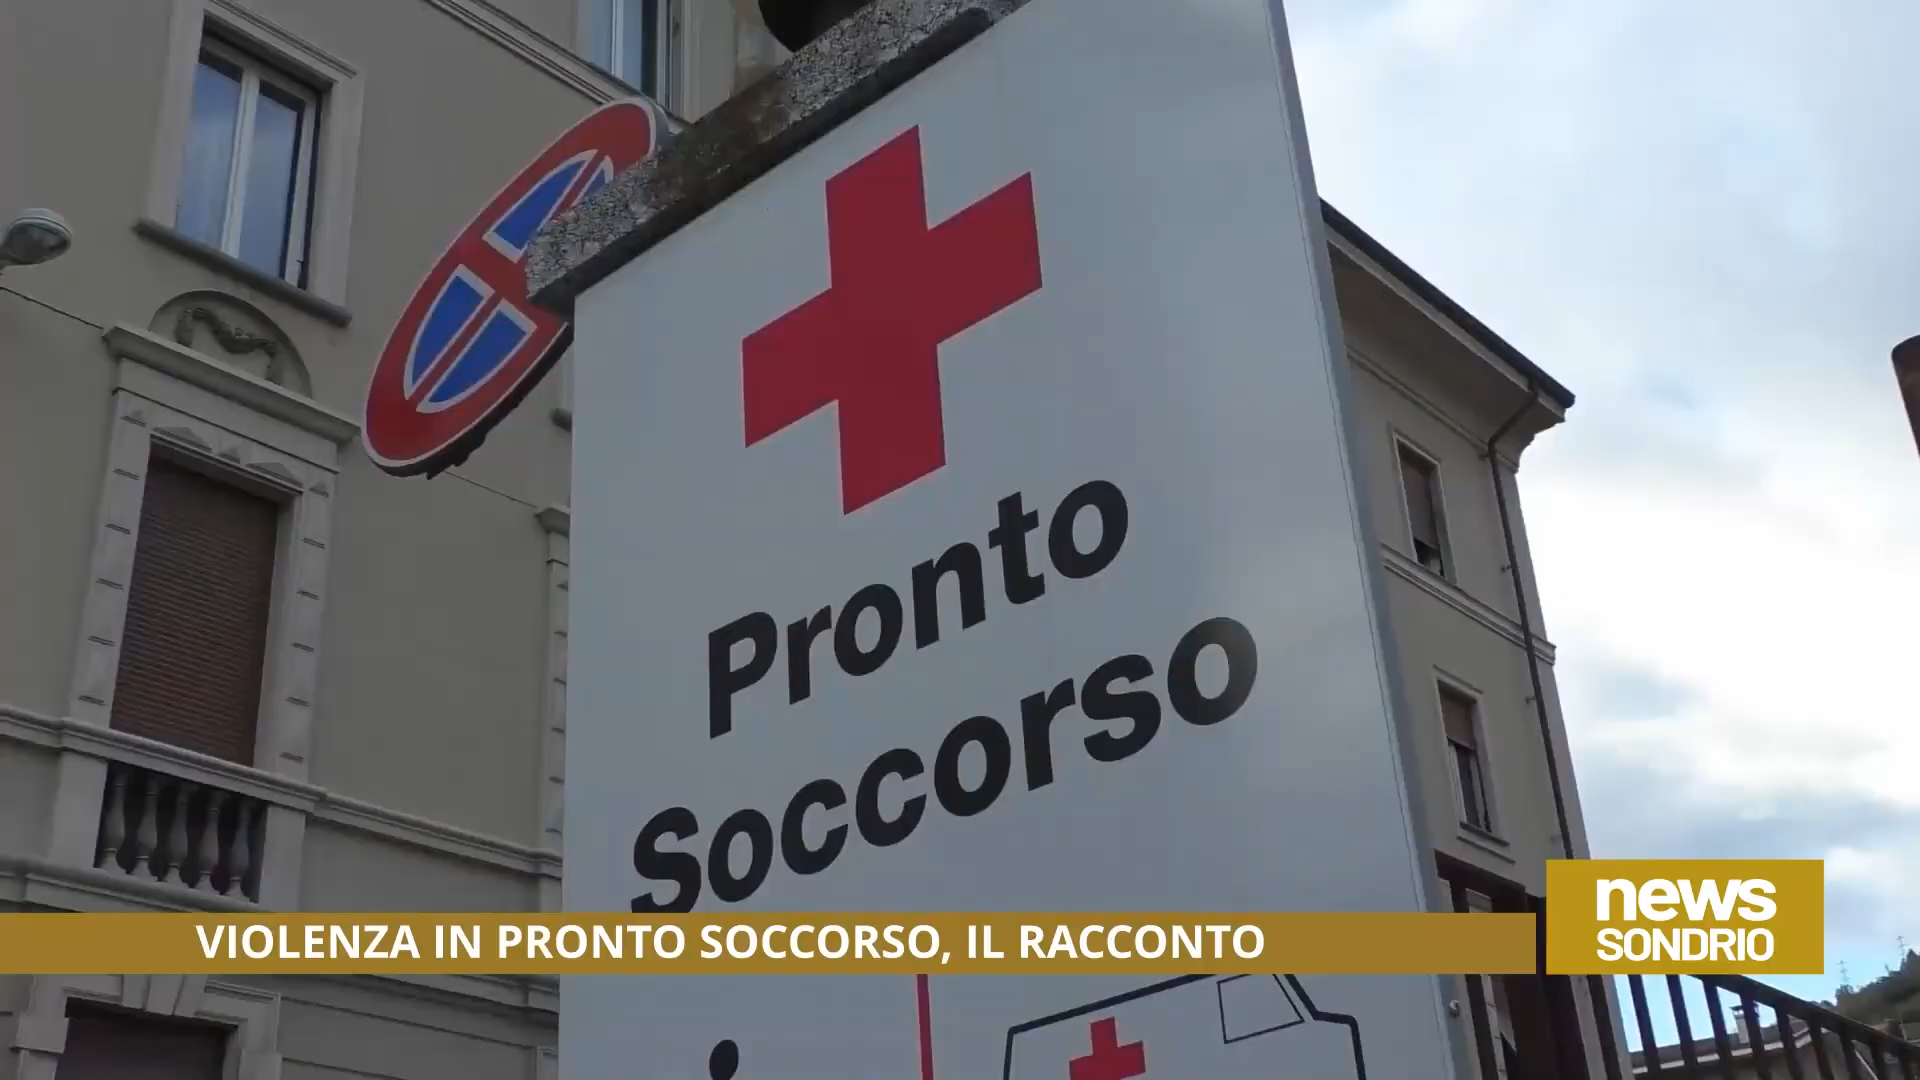 Pronto
Soccorso
VIOLENZA IN PRONTO SOCCORSO, IL RACCONTO
news
SONDRIO